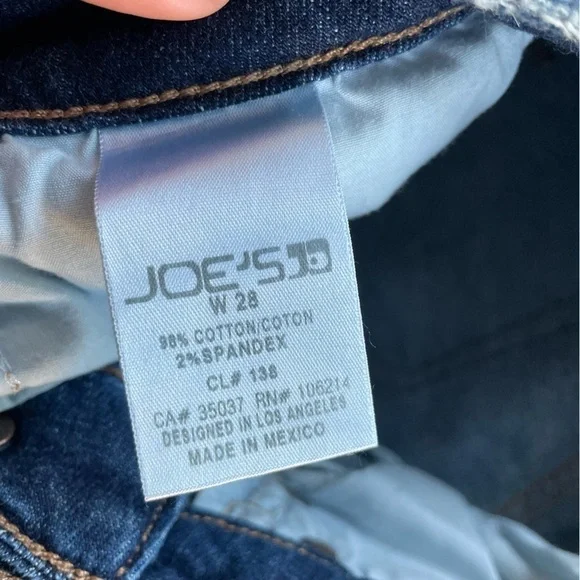 JOE'S JD
W 28
98% COTTON/COTON
2% SPANDEX
CL# 138
CA# 35037 RN# 106214
DESIGNED IN LOS ANGELES
MADE IN MEXICO